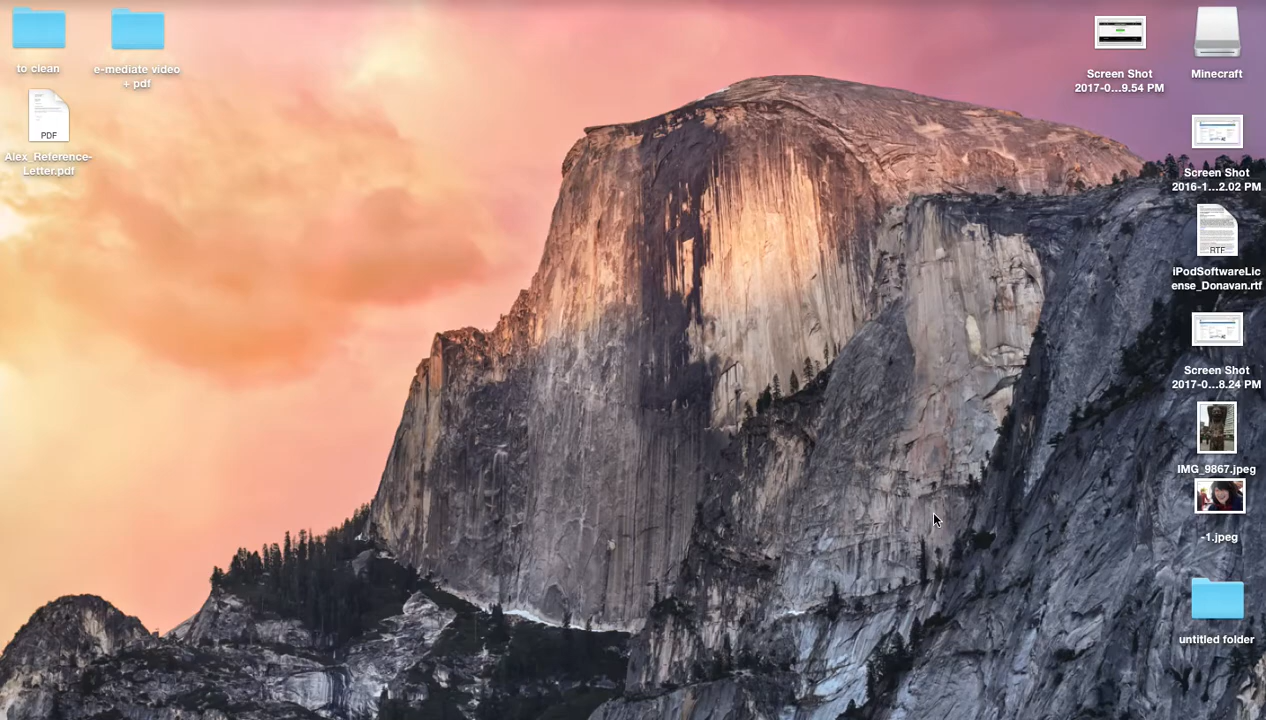 to clean
e-mediate video
+ pdf
PDF
Alex_Reference-
Letter.pdf
Screen Shot
2017-0...9.54 PM
Minecraft
Screen Shot
2016-1...2.02 PM
RTF
iPodSoftwareLic
ense_Donavan.rtf
Screen Shot
2017-0...8.24 PM
IMG_9867.jpeg
-1.jpeg
untitled folder